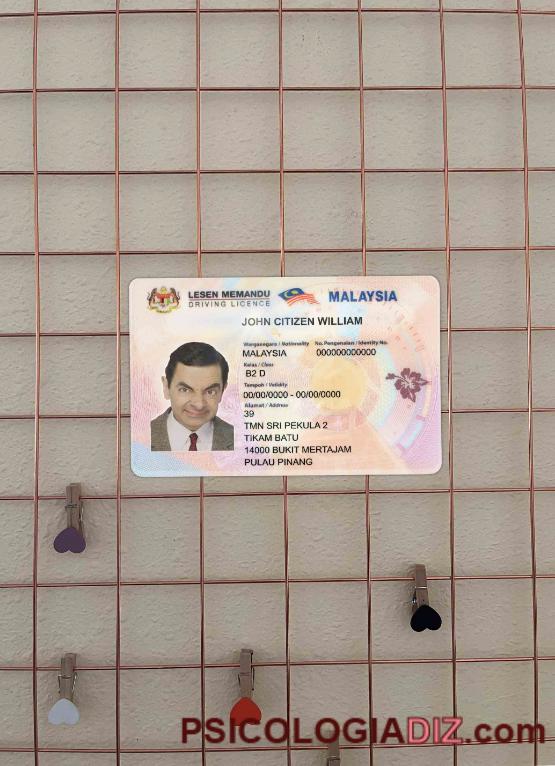 LESEN MEMANDU
DRIVING LICENCE
MALAYSIA
JOHN CITIZEN WILLIAM
Warganegara / Nationality No. Pengenalan / Identity No.
MALAYSIA 000000000000
Kelas / Class
B2 D
Tempoh / Validity
00/00/0000 - 00/00/0000
Alamat / Address
39
TMN SRI PEKULA 2
TIKAM BATU
14000 BUKIT MERTAJAM
PULAU PINANG
PSICOLOGIADIZ.com